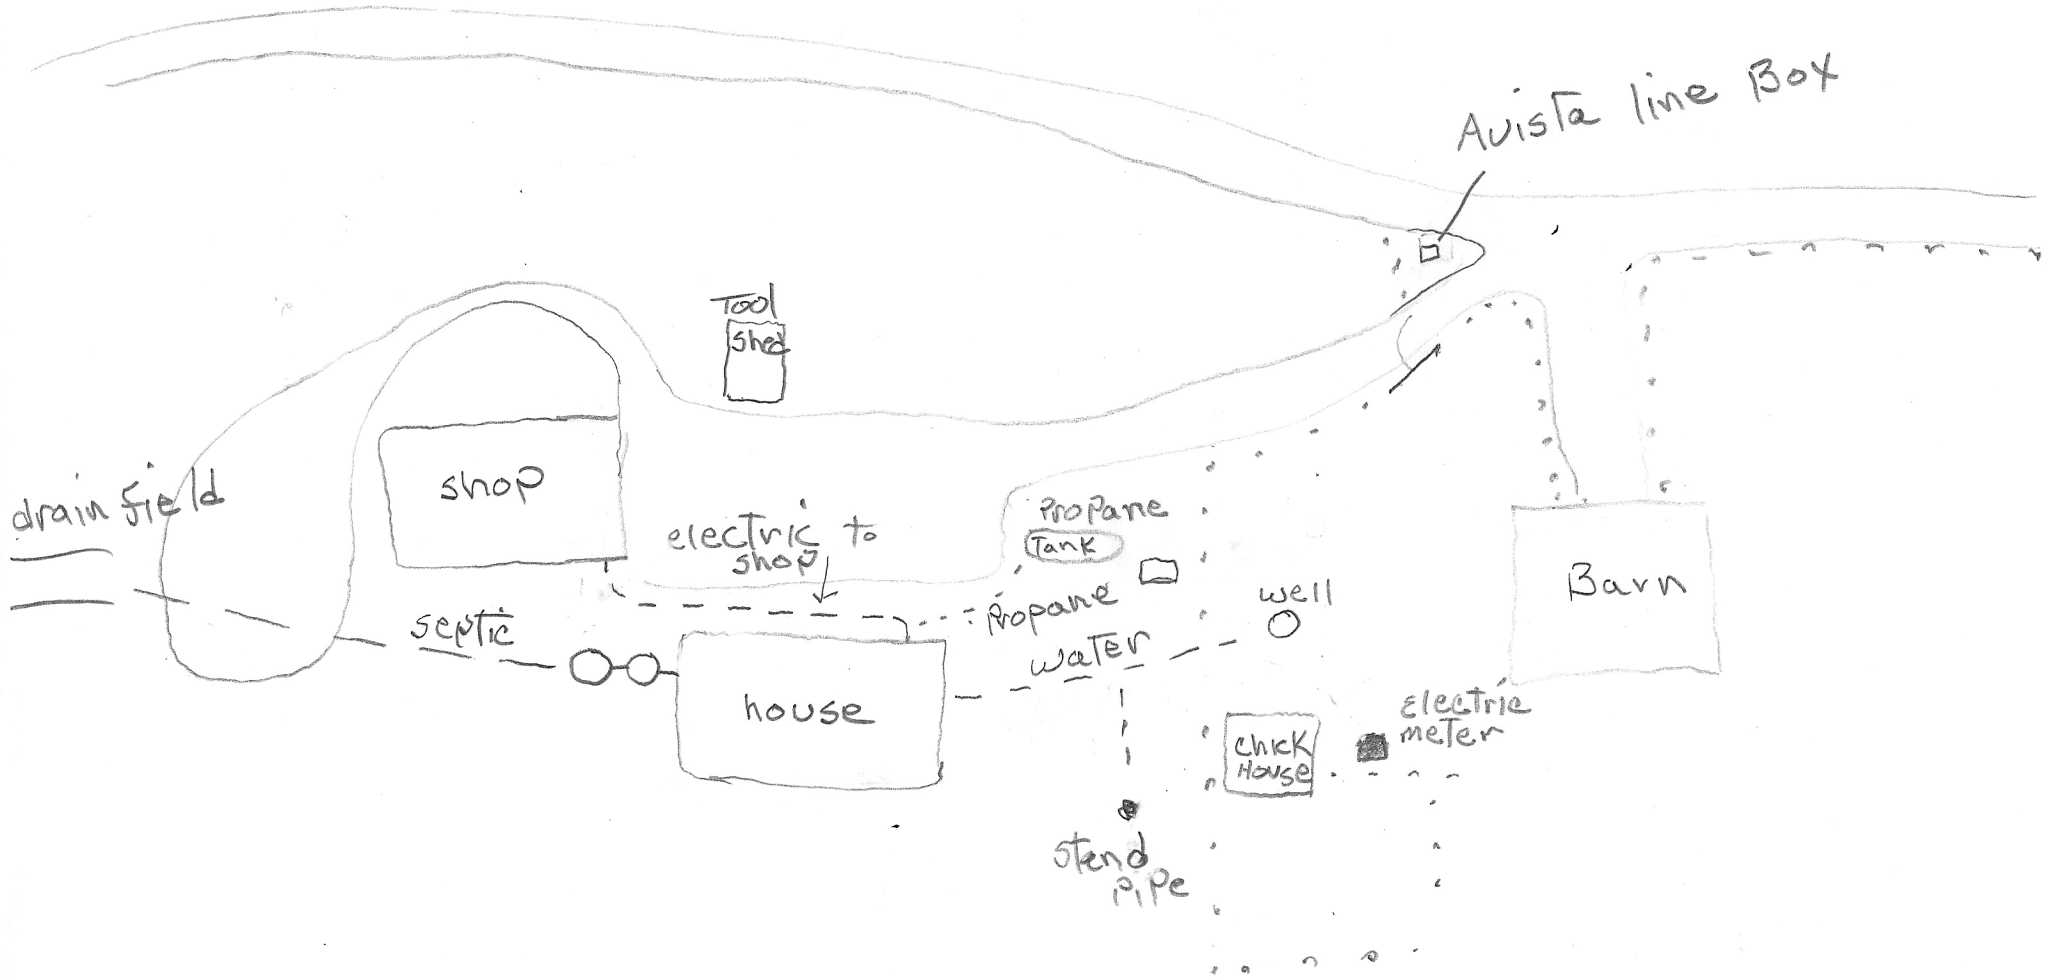 Avista line Box
Tool
Shed
drain field
shop
electric to
shop
Propane
Tank
Propane
well
Barn
septic
water
house
Electric
meter
chick
House
stand
pipe